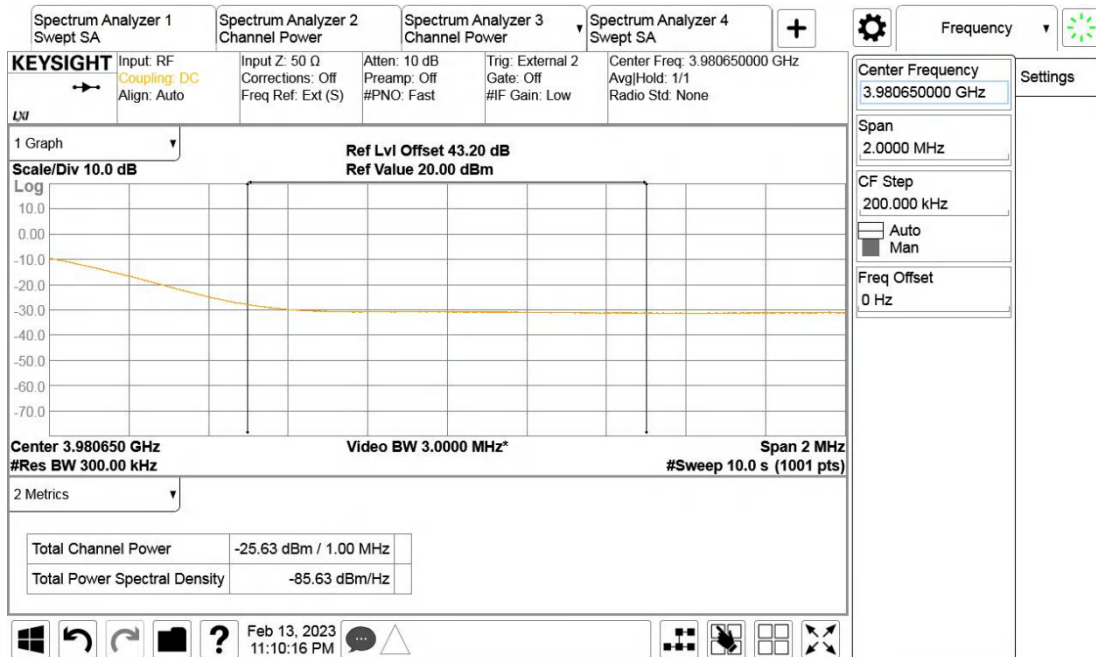 Spectrum Analyzer 1
Swept SA
Spectrum Analyzer 2
Channel Power
Spectrum Analyzer 3
Channel Power
Spectrum Analyzer 4
Swept SA
Frequency
KEYSIGHT
LXI
Input: RF
Coupling: DC
Align: Auto
Input Z: 50 Ω
Corrections: Off
Freq Ref: Ext (S)
Atten: 10 dB
Preamp: Off
#PNO: Fast
Trig: External 2
Gate: Off
#IF Gain: Low
Center Freq: 3.980650000 GHz
Avg|Hold: 1/1
Radio Std: None
Center Frequency
3.980650000 GHz
Settings
Span
2.0000 MHz
CF Step
200.000 kHz
Auto
Man
Freq Offset
0 Hz
1 Graph
Scale/Div 10.0 dB
Ref Lvl Offset 43.20 dB
Ref Value 20.00 dBm
Log
10.0
0.00
-10.0
-20.0
-30.0
-40.0
-50.0
-60.0
-70.0
Center 3.980650 GHz
#Res BW 300.00 kHz
Video BW 3.0000 MHz*
Span 2 MHz
#Sweep 10.0 s (1001 pts)
2 Metrics
Total Channel Power -25.63 dBm / 1.00 MHz
Total Power Spectral Density -85.63 dBm/Hz
?
Feb 13, 2023
11:10:16 PM